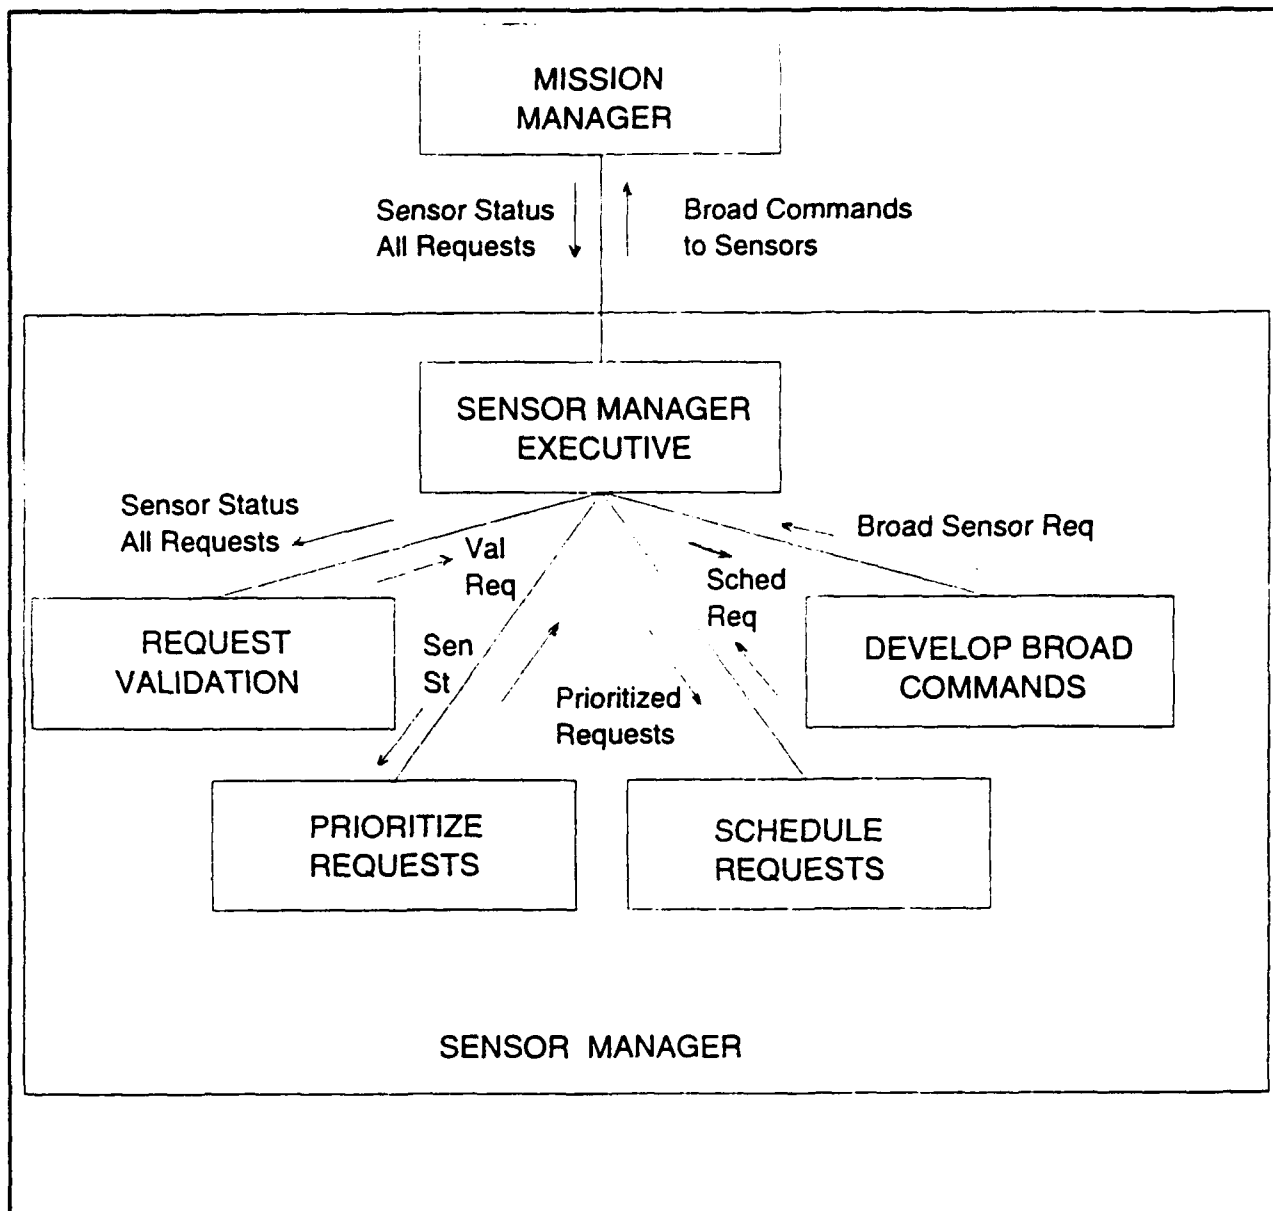 MISSION
MANAGER
Sensor Status
All Requests
Broad Commands
to Sensors
SENSOR MANAGER
EXECUTIVE
Sensor Status
All Requests
Val
Req
Broad Sensor Req
Sched
Req
REQUEST
VALIDATION
Sen
St
Prioritized
Requests
DEVELOP BROAD
COMMANDS
PRIORITIZE
REQUESTS
SCHEDULE
REQUESTS
SENSOR MANAGER